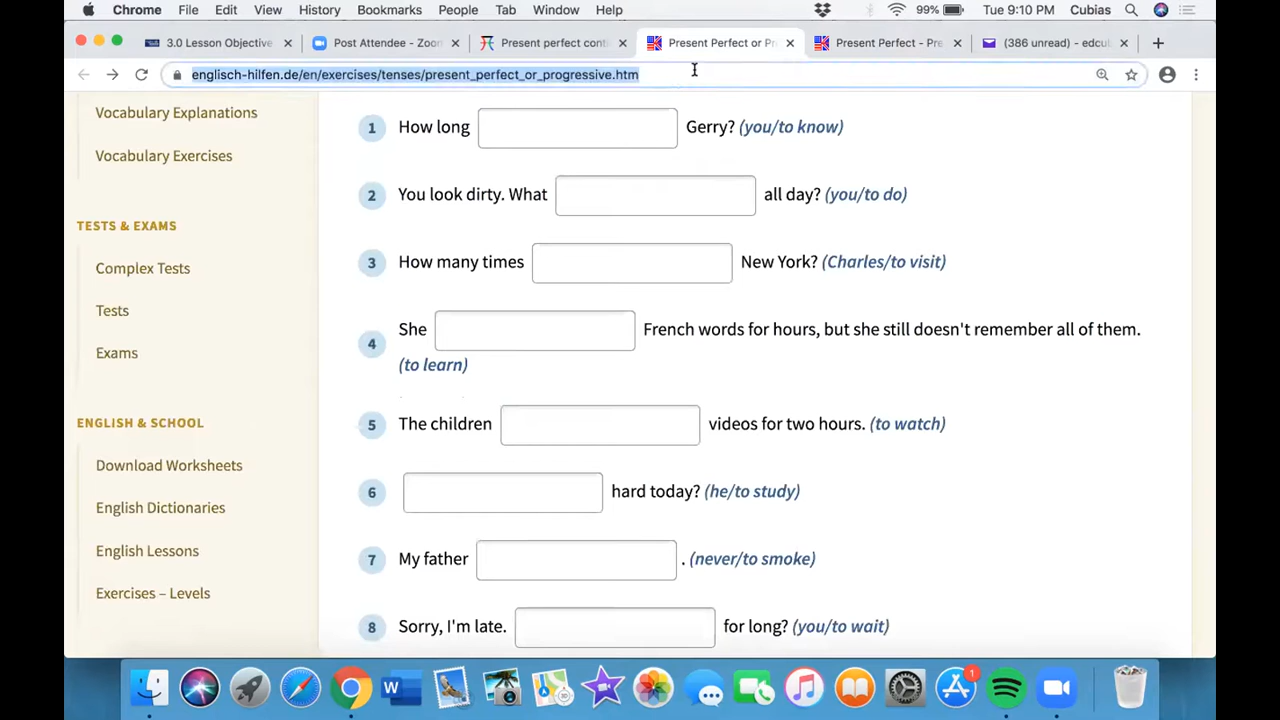 Chrome File Edit View History Bookmarks People Tab Window Help 99% Tue 9:10 PM Cubias
3.0 Lesson Objective
Post Attendee - Zoon
Present perfect conti
Present Perfect or Pr
Present Perfect - Pre
(386 unread) - edcub
englisch-hilfen.de/en/exercises/tenses/present_perfect_or_progressive.htm
Vocabulary Explanations
Vocabulary Exercises
TESTS & EXAMS
Complex Tests
Tests
Exams
ENGLISH & SCHOOL
Download Worksheets
English Dictionaries
English Lessons
Exercises – Levels
1 How long Gerry? (you/to know)
2 You look dirty. What all day? (you/to do)
3 How many times New York? (Charles/to visit)
4 She French words for hours, but she still doesn't remember all of them.
(to learn)
5 The children videos for two hours. (to watch)
6 hard today? (he/to study)
7 My father . (never/to smoke)
8 Sorry, I'm late. for long? (you/to wait)
1